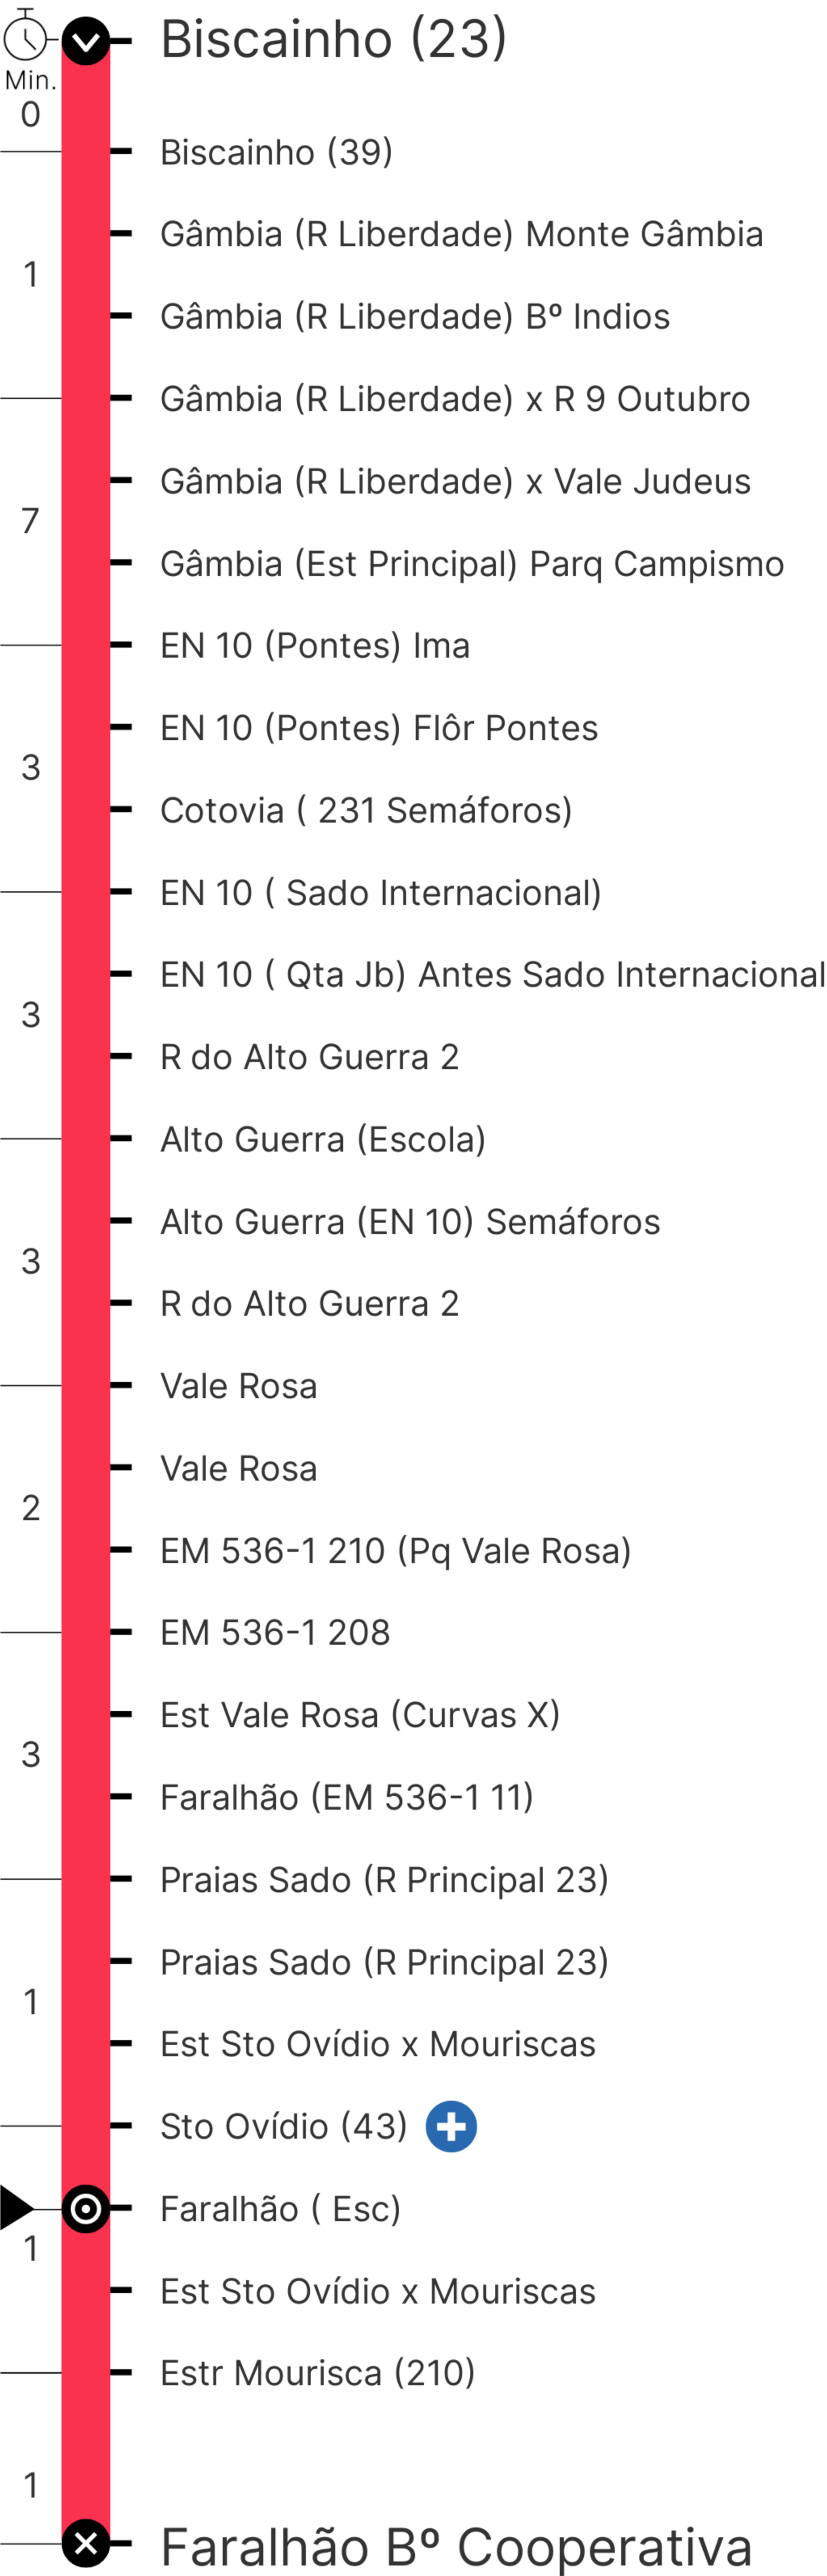 Biscainho (23)
Min.
0
Biscainho (39)
Gâmbia (R Liberdade) Monte Gâmbia
1
Gâmbia (R Liberdade) Bº Indios
Gâmbia (R Liberdade) x R 9 Outubro
Gâmbia (R Liberdade) x Vale Judeus
7
Gâmbia (Est Principal) Parq Campismo
EN 10 (Pontes) Ima
EN 10 (Pontes) Flôr Pontes
3
Cotovia ( 231 Semáforos)
EN 10 ( Sado Internacional)
EN 10 ( Qta Jb) Antes Sado Internacional
3
R do Alto Guerra 2
Alto Guerra (Escola)
Alto Guerra (EN 10) Semáforos
3
R do Alto Guerra 2
Vale Rosa
Vale Rosa
2
EM 536-1 210 (Pq Vale Rosa)
EM 536-1 208
Est Vale Rosa (Curvas X)
3
Faralhão (EM 536-1 11)
Praias Sado (R Principal 23)
Praias Sado (R Principal 23)
1
Est Sto Ovídio x Mouriscas
Sto Ovídio (43)
Faralhão ( Esc)
1
Est Sto Ovídio x Mouriscas
Estr Mourisca (210)
1
Faralhão Bº Cooperativa